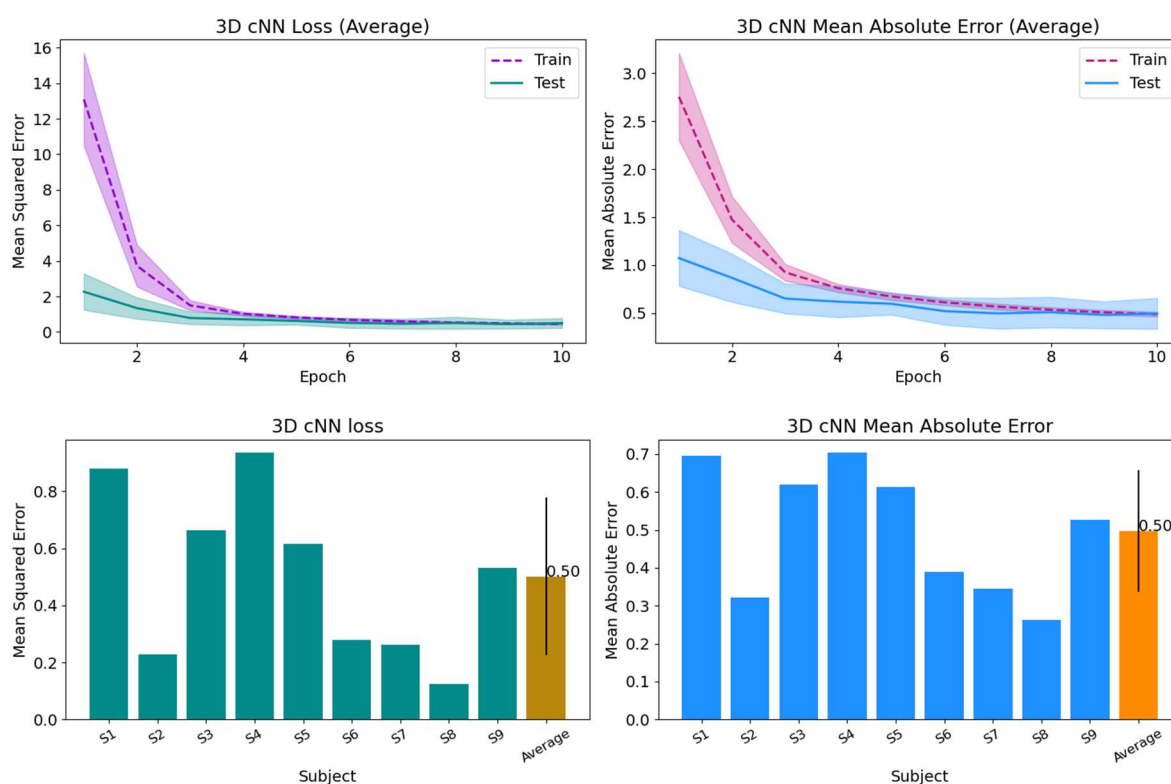 3D cNN Loss (Average)
16
14
12
10
8
6
4
2
0
Mean Squared Error
Train
Test
2
4
6
8
10
Epoch
3D cNN Mean Absolute Error (Average)
3.0
2.5
2.0
1.5
1.0
0.5
Mean Absolute Error
Train
Test
2
4
6
8
10
Epoch
3D cNN loss
0.8
0.6
0.4
0.2
0.0
Mean Squared Error
0.50
S1
S2
S3
S4
S5
S6
S7
S8
S9
Average
Subject
3D cNN Mean Absolute Error
0.7
0.6
0.5
0.4
0.3
0.2
0.1
0.0
Mean Absolute Error
0.50
S1
S2
S3
S4
S5
S6
S7
S8
S9
Average
Subject